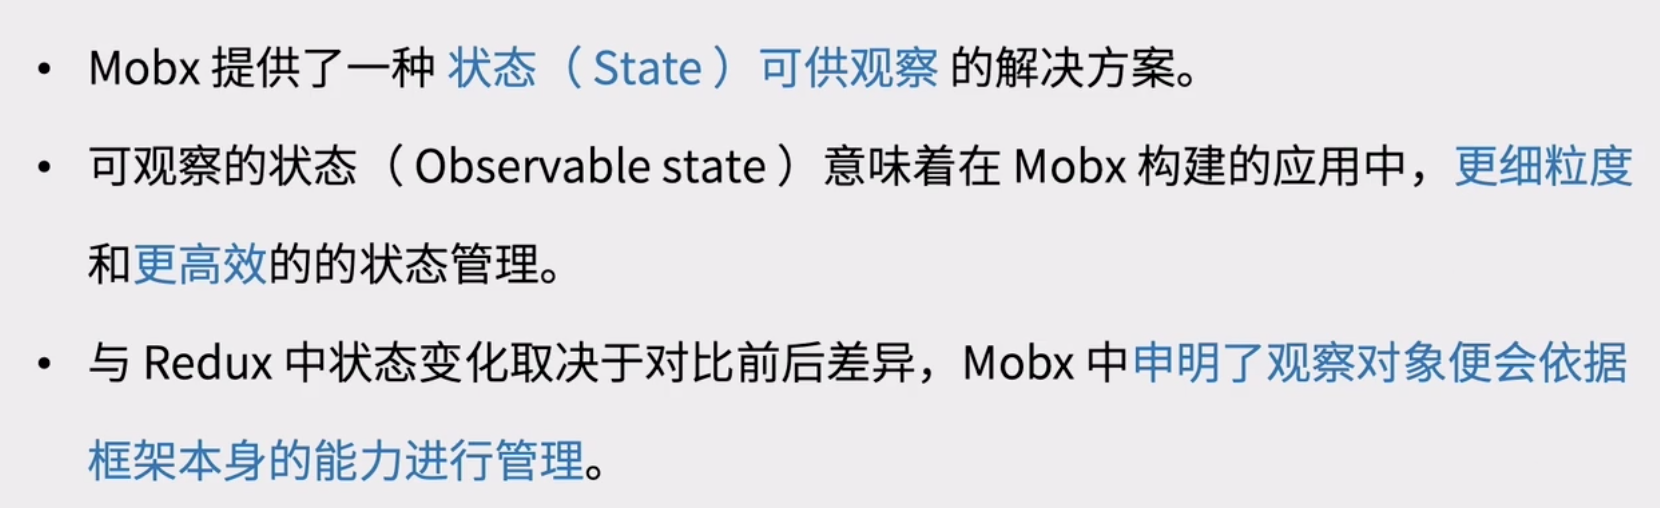 • Mobx 提供了一种 状态（ State ）可供观察 的解决方案。
• 可观察的状态（ Observable state ）意味着在 Mobx 构建的应用中，更细粒度
和更高效的的状态管理。
• 与 Redux 中状态变化取决于对比前后差异，Mobx 中申明了观察对象便会依据
框架本身的能力进行管理。